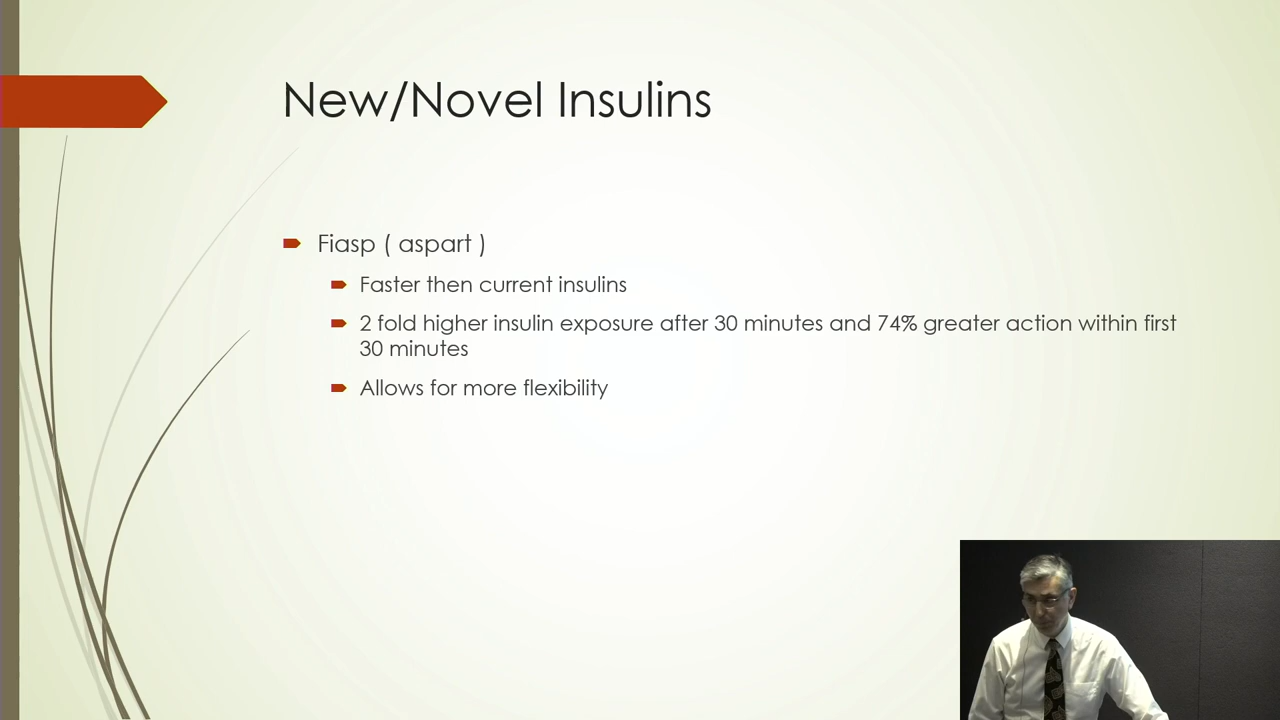 New/Novel Insulins
Fiasp ( aspart )
Faster then current insulins
2 fold higher insulin exposure after 30 minutes and 74% greater action within first
30 minutes
Allows for more flexibility